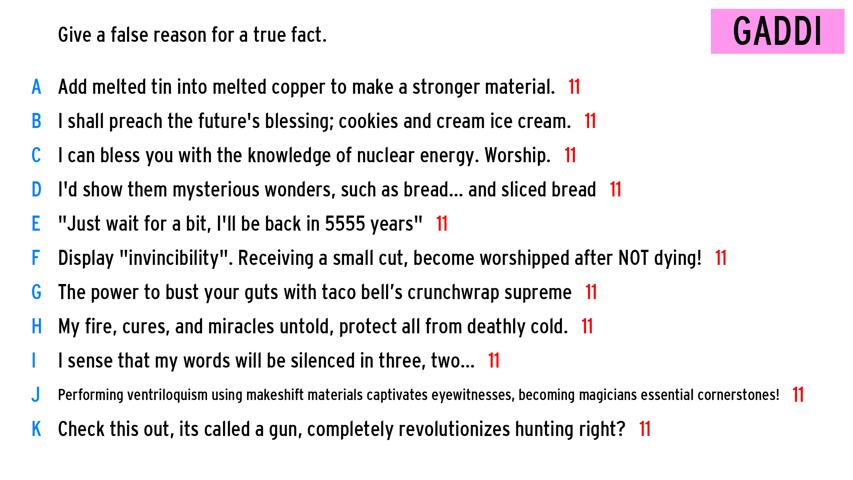 Give a false reason for a true fact.
GADDI
A Add melted tin into melted copper to make a stronger material. 11
B I shall preach the future's blessing; cookies and cream ice cream. 11
C I can bless you with the knowledge of nuclear energy. Worship. 11
D I'd show them mysterious wonders, such as bread... and sliced bread 11
E "Just wait for a bit, I'll be back in 5555 years" 11
F Display "invincibility". Receiving a small cut, become worshipped after NOT dying! 11
G The power to bust your guts with taco bell’s crunchwrap supreme 11
H My fire, cures, and miracles untold, protect all from deathly cold. 11
I I sense that my words will be silenced in three, two... 11
J Performing ventriloquism using makeshift materials captivates eyewitnesses, becoming magicians essential cornerstones! 11
K Check this out, its called a gun, completely revolutionizes hunting right? 11